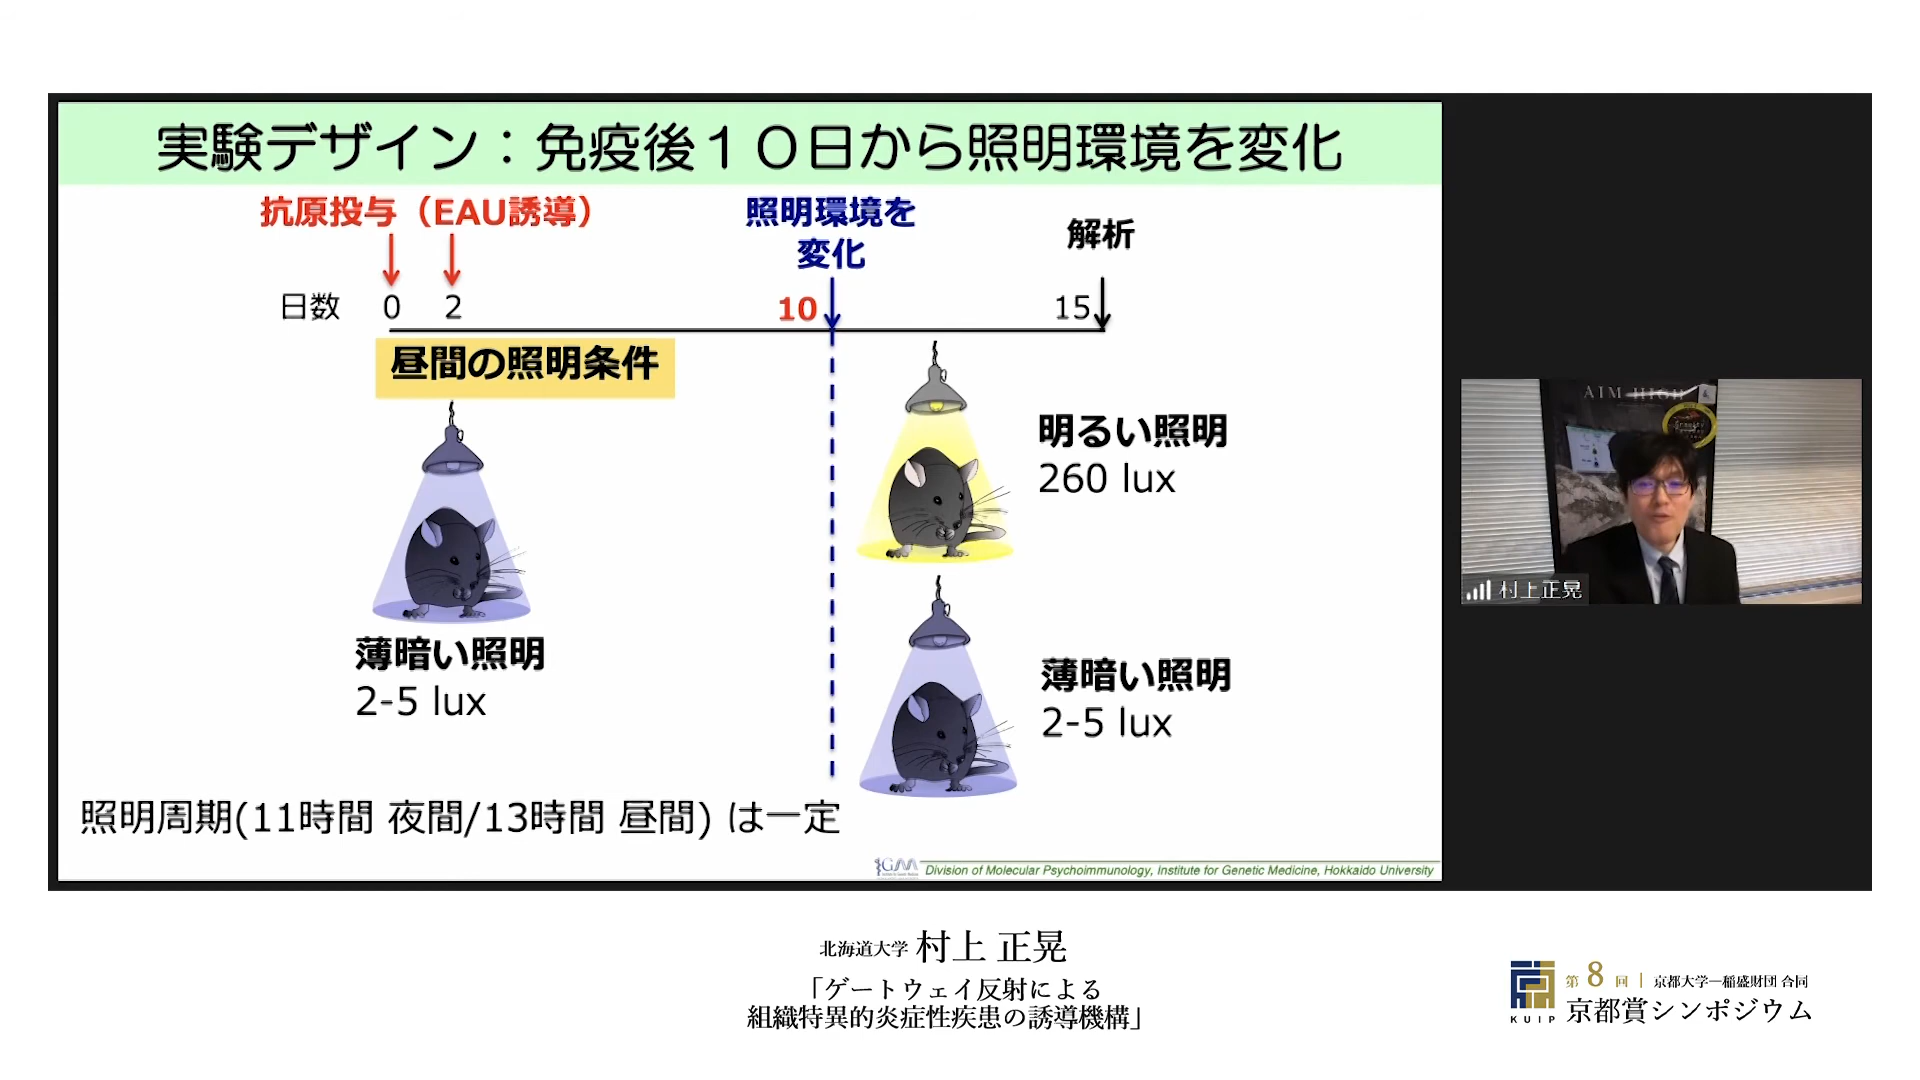 実験デザイン：免疫後１０日から照明環境を変化
抗原投与（EAU誘導）
照明環境を
変化
解析
日数 0 2 10 15
昼間の照明条件
明るい照明
260 lux
薄暗い照明
2-5 lux
薄暗い照明
2-5 lux
照明周期(11時間 夜間/13時間 昼間) は一定
IGM
Division of Molecular Psychoimmunology, Institute for Genetic Medicine, Hokkaido University
AIM HIGH
村上正晃
北海道大学 村上 正晃
「ゲートウェイ反射による
組織特異的炎症性疾患の誘導機構」
KUIP
第8回 | 京都大学―稲盛財団 合同
京都賞シンポジウム